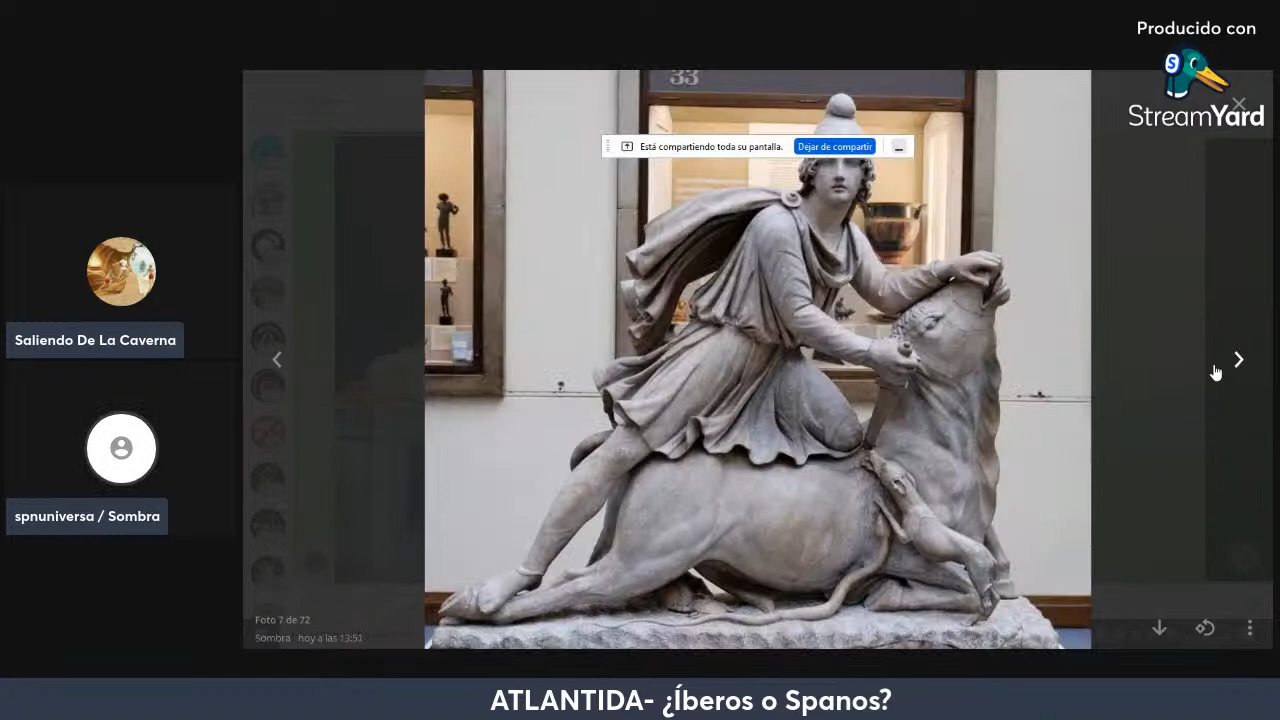 Producido con
StreamYard
33
Está compartiendo toda su pantalla.
Dejar de compartir
Saliendo De La Caverna
spnuniversa / Sombra
Foto 7 de 72
Sombra hoy a las 13:51
ATLANTIDA- ¿Íberos o Spanos?